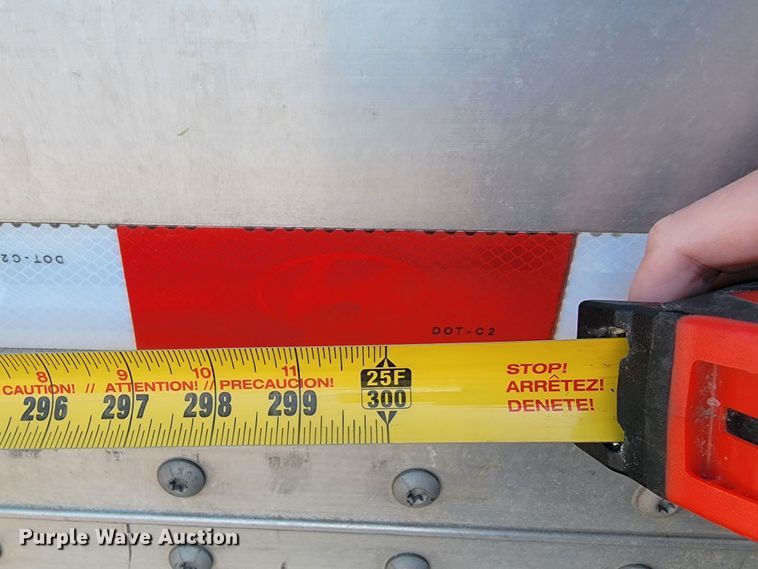 DOT-C2
DOT-C2
8 9 10 11
25F
CAUTION! // ATTENTION! // PRECAUCION!
296 297 298 299 300
STOP!
ARRÊTEZ!
DENETE!
Purple Wave Auction